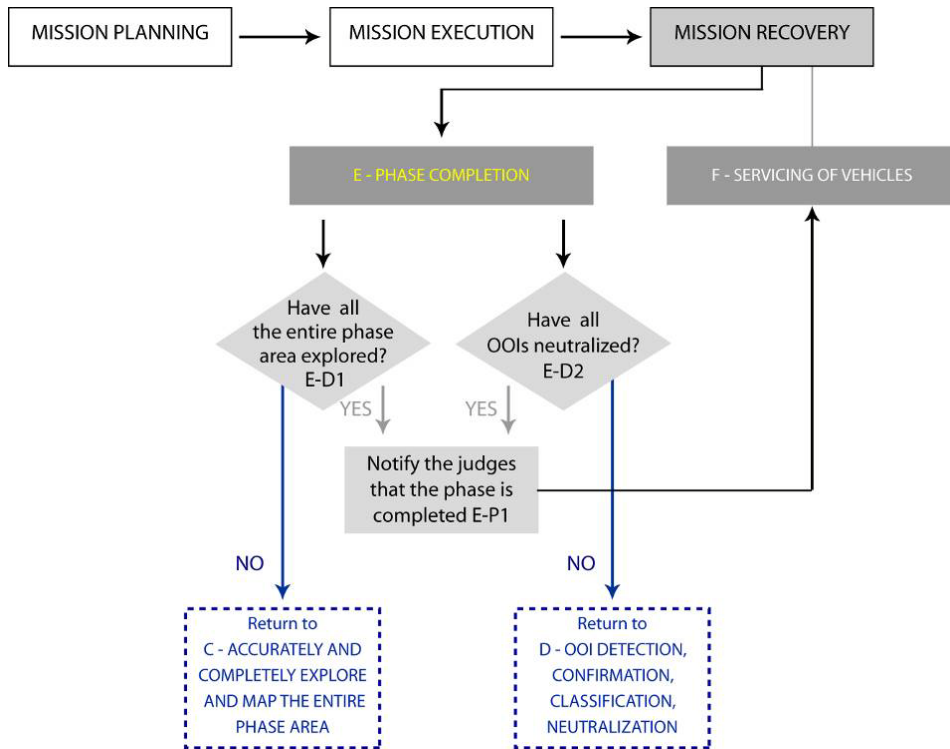 MISSION PLANNING
MISSION EXECUTION
MISSION RECOVERY
E - PHASE COMPLETION
F - SERVICING OF VEHICLES
Have all
the entire phase
area explored?
E-D1
Have all
OOIs neutralized?
E-D2
YES
YES
Notify the judges
that the phase is
completed E-P1
NO
NO
Return to
C - ACCURATELY AND
COMPLETELY EXPLORE
AND MAP THE ENTIRE
PHASE AREA
Return to
D - OOI DETECTION,
CONFIRMATION,
CLASSIFICATION,
NEUTRALIZATION